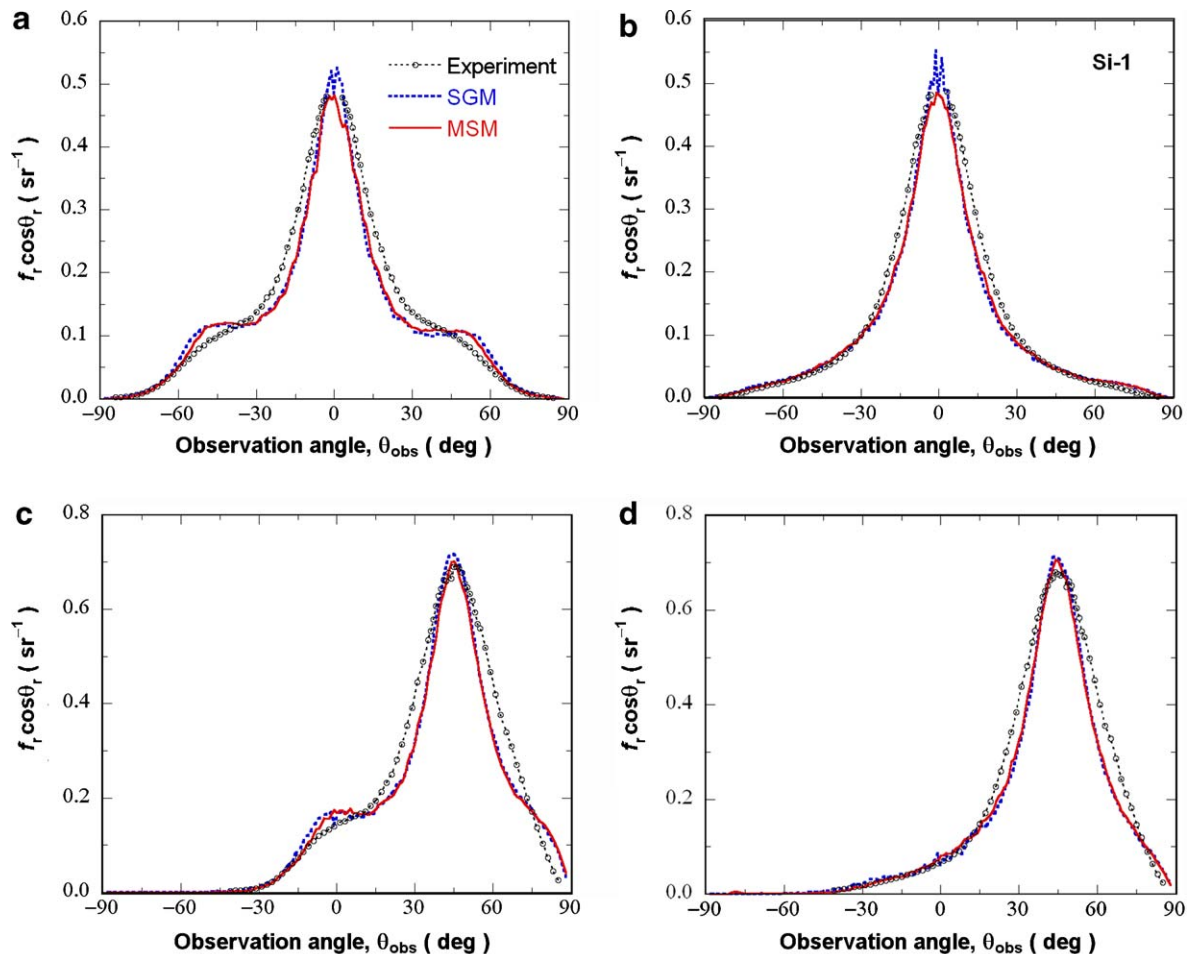 a
0.6
0.5
0.4
0.3
0.2
0.1
0.0
f_r cosθ_r ( sr⁻¹ )
Experiment
SGM
MSM
−90 −60 −30 0 30 60 90
Observation angle, θ_obs ( deg )
b
0.6
0.5
0.4
0.3
0.2
0.1
0.0
f_r cosθ_r ( sr⁻¹ )
Si-1
−90 −60 −30 0 30 60 90
Observation angle, θ_obs ( deg )
c
0.8
0.6
0.4
0.2
0.0
f_r cosθ_r ( sr⁻¹ )
−90 −60 −30 0 30 60 90
Observation angle, θ_obs ( deg )
d
0.8
0.6
0.4
0.2
0.0
f_r cosθ_r ( sr⁻¹ )
−90 −60 −30 0 30 60 90
Observation angle, θ_obs ( deg )